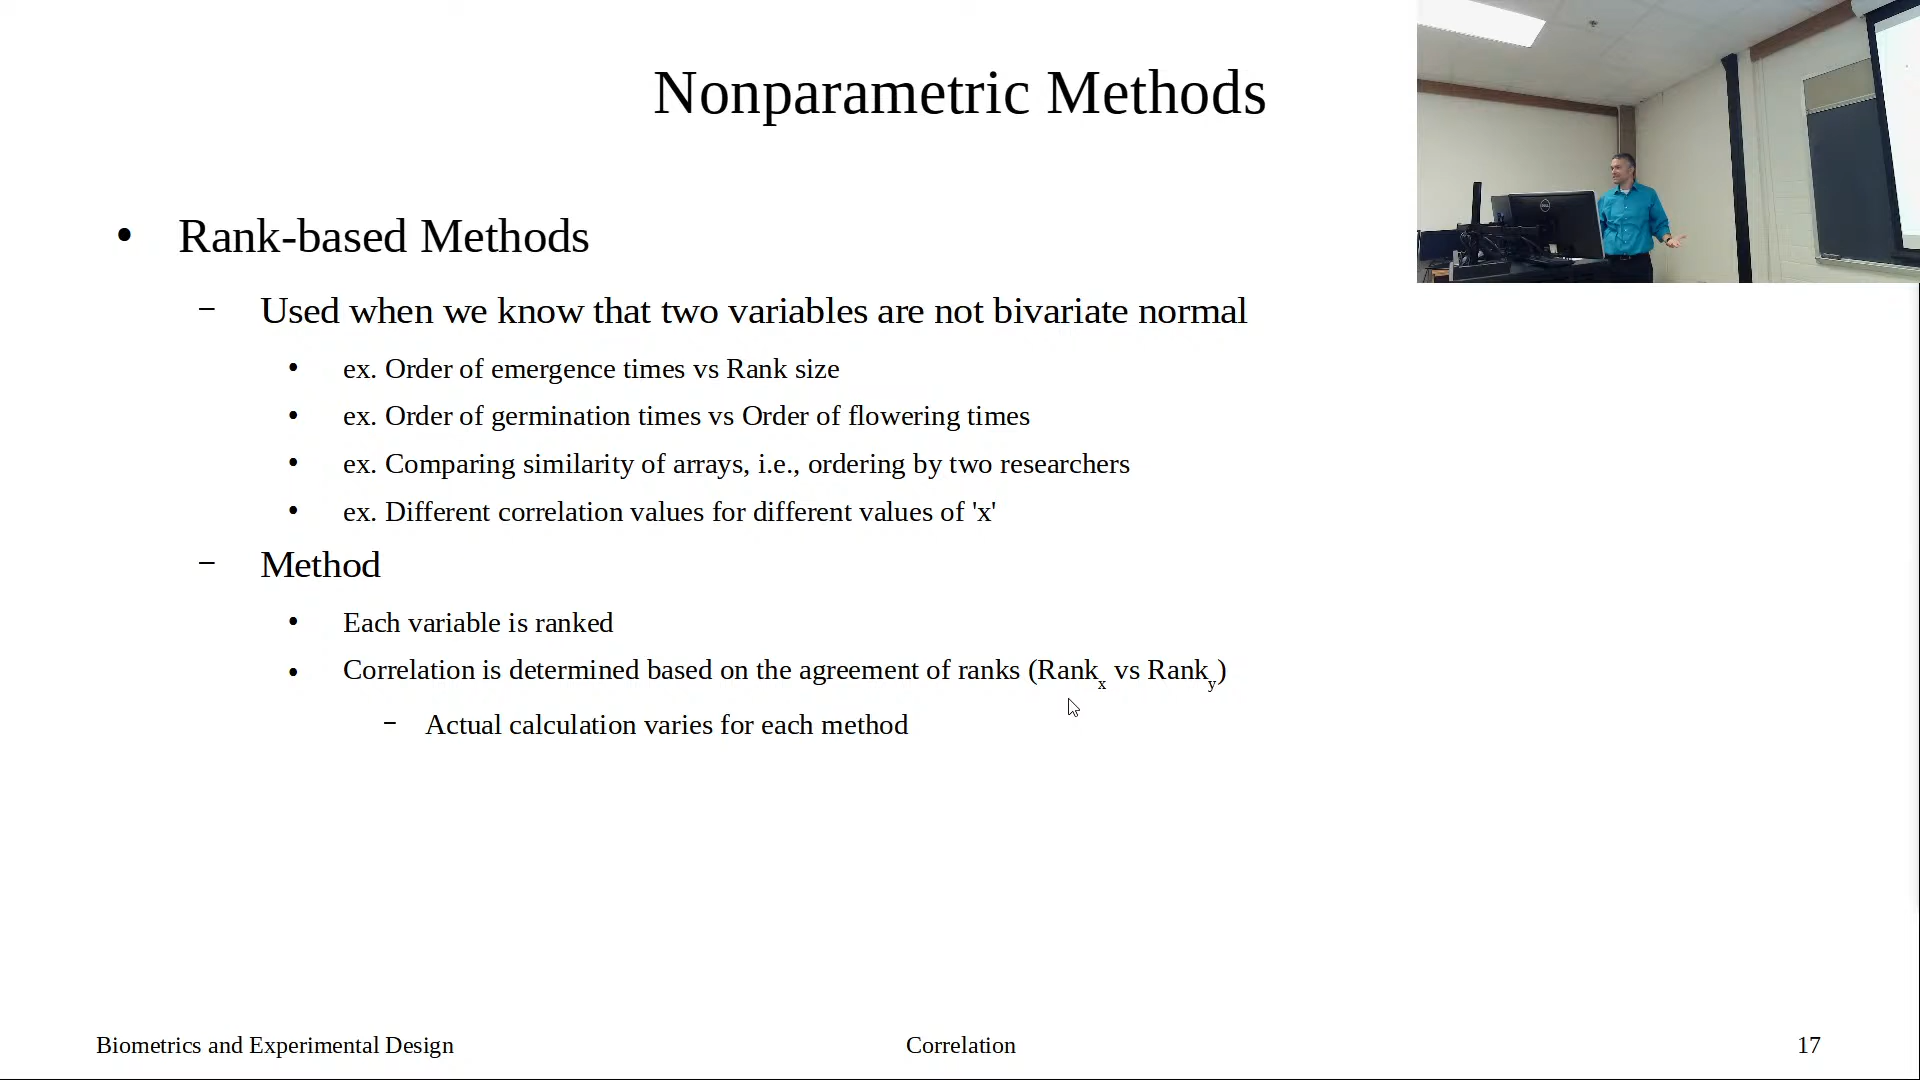 Nonparametric Methods
• Rank-based Methods
– Used when we know that two variables are not bivariate normal
• ex. Order of emergence times vs Rank size
• ex. Order of germination times vs Order of flowering times
• ex. Comparing similarity of arrays, i.e., ordering by two researchers
• ex. Different correlation values for different values of 'x'
– Method
• Each variable is ranked
• Correlation is determined based on the agreement of ranks (Rankx vs Ranky)
– Actual calculation varies for each method
Biometrics and Experimental Design Correlation 17